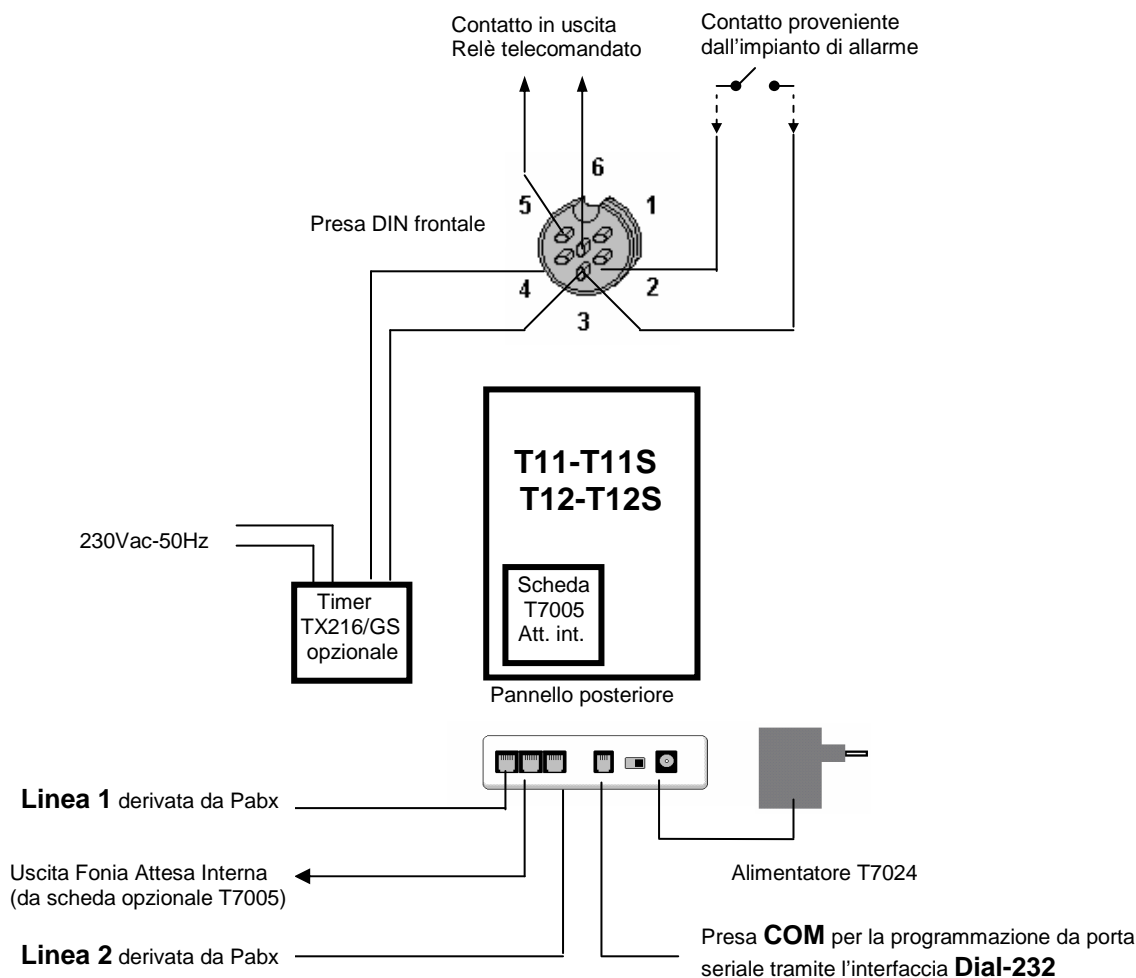 Contatto in uscita
Relè telecomandato
Contatto proveniente
dall'impianto di allarme
6
5
1
Presa DIN frontale
4
2
3
T11-T11S
T12-T12S
230Vac-50Hz
Timer
TX216/GS
opzionale
Scheda
T7005
Att. int.
Pannello posteriore
Linea 1 derivata da Pabx
Uscita Fonia Attesa Interna
(da scheda opzionale T7005)
Alimentatore T7024
Linea 2 derivata da Pabx
Presa COM per la programmazione da porta
seriale tramite l'interfaccia Dial-232